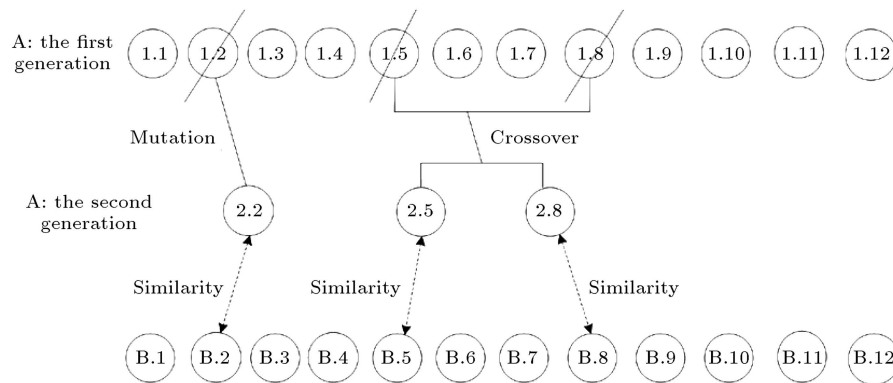 A: the first
generation
1.1 1.2 1.3 1.4 1.5 1.6 1.7 1.8 1.9 1.10 1.11 1.12
Mutation Crossover
A: the second
generation
2.2 2.5 2.8
Similarity Similarity Similarity
B.1 B.2 B.3 B.4 B.5 B.6 B.7 B.8 B.9 B.10 B.11 B.12